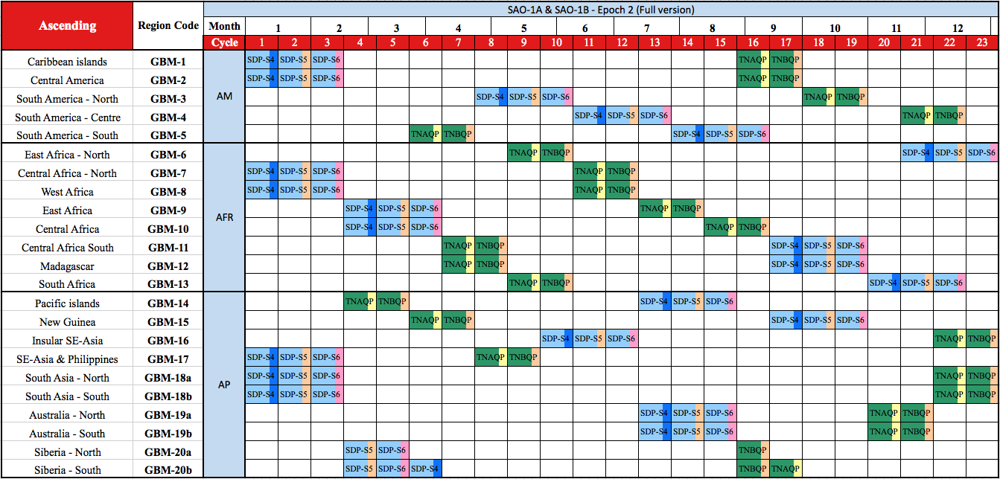 SAO-1A & SAO-1B - Epoch 2 (Full version)
Ascending Region Code Month 1 2 3 4 5 6 7 8 9 10 11 12
Cycle 1 2 3 4 5 6 7 8 9 10 11 12 13 14 15 16 17 18 19 20 21 22 23
Caribbean islands GBM-1 SDP-S4 SDP-S5 SDP-S6 TNAQP TNBQP
Central America GBM-2 SDP-S4 SDP-S5 SDP-S6 TNAQP TNBQP
South America - North GBM-3 AM SDP-S4 SDP-S5 SDP-S6 TNAQP TNBQP
South America - Centre GBM-4 SDP-S4 SDP-S5 SDP-S6 TNAQP TNBQP
South America - South GBM-5 TNAQP TNBQP SDP-S4 SDP-S5 SDP-S6
East Africa - North GBM-6 TNAQP TNBQP SDP-S4 SDP-S5 SDP-S6
Central Africa - North GBM-7 SDP-S4 SDP-S5 SDP-S6 TNAQP TNBQP
West Africa GBM-8 SDP-S4 SDP-S5 SDP-S6 TNAQP TNBQP
East Africa GBM-9 AFR SDP-S4 SDP-S5 SDP-S6 TNAQP TNBQP
Central Africa GBM-10 SDP-S4 SDP-S5 SDP-S6 TNAQP TNBQP
Central Africa South GBM-11 TNAQP TNBQP SDP-S4 SDP-S5 SDP-S6
Madagascar GBM-12 TNAQP TNBQP SDP-S4 SDP-S5 SDP-S6
South Africa GBM-13 TNAQP TNBQP SDP-S4 SDP-S5 SDP-S6
Pacific islands GBM-14 TNAQP TNBQP SDP-S4 SDP-S5 SDP-S6
New Guinea GBM-15 TNAQP TNBQP SDP-S4 SDP-S5 SDP-S6
Insular SE-Asia GBM-16 SDP-S4 SDP-S5 SDP-S6 TNAQP TNBQP
SE-Asia & Philippines GBM-17 SDP-S4 SDP-S5 SDP-S6 TNAQP TNBQP
South Asia - North GBM-18a AP SDP-S4 SDP-S5 SDP-S6 TNAQP TNBQP
South Asia - South GBM-18b SDP-S4 SDP-S5 SDP-S6 TNAQP TNBQP
Australia - North GBM-19a SDP-S4 SDP-S5 SDP-S6 TNAQP TNBQP
Australia - South GBM-19b SDP-S4 SDP-S5 SDP-S6 TNAQP TNBQP
Siberia - North GBM-20a SDP-S5 SDP-S6 TNBQP
Siberia - South GBM-20b SDP-S5 SDP-S6 SDP-S4 TNBQP TNAQP